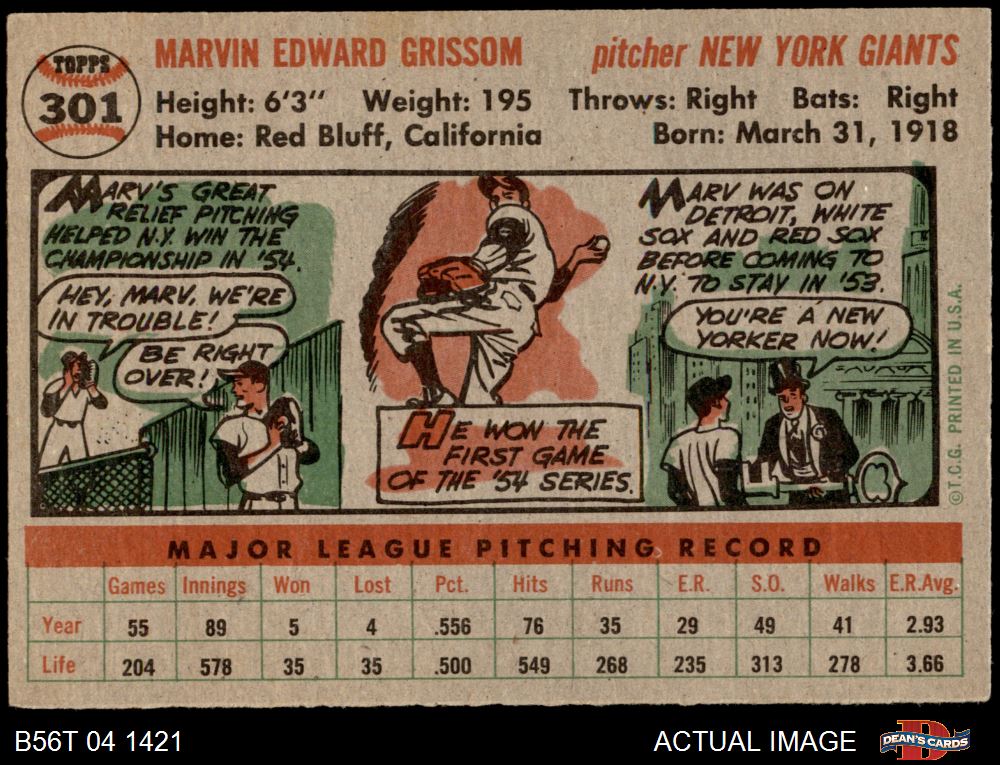 TOPPS
301
MARVIN EDWARD GRISSOM
pitcher NEW YORK GIANTS
Height: 6'3" Weight: 195 Throws: Right Bats: Right
Home: Red Bluff, California Born: March 31, 1918
MARV'S GREAT
RELIEF PITCHING
HELPED N.Y. WIN THE
CHAMPIONSHIP IN '54.
HEY, MARV, WE'RE
IN TROUBLE!
BE RIGHT
OVER!
HE WON THE
FIRST GAME
OF THE '54 SERIES.
MARV WAS ON
DETROIT, WHITE
SOX AND RED SOX
BEFORE COMING TO
N.Y. TO STAY IN '53.
YOU'RE A NEW
YORKER NOW!
©T.C.G. PRINTED IN U.S.A.
MAJOR LEAGUE PITCHING RECORD
Games Innings Won Lost Pct. Hits Runs E.R. S.O. Walks E.R.Avg.
Year 55 89 5 4 .556 76 35 29 49 41 2.93
Life 204 578 35 35 .500 549 268 235 313 278 3.66
B56T 04 1421
ACTUAL IMAGE
D
DEAN'S CARDS